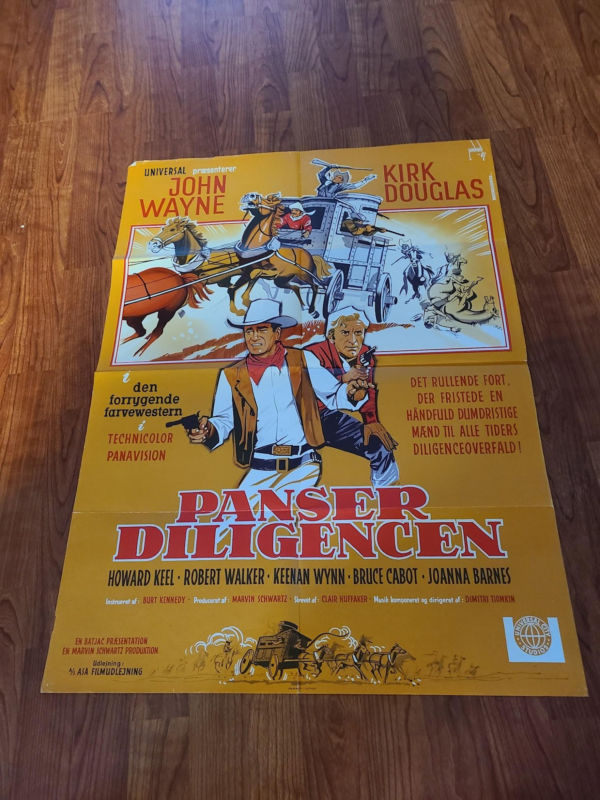 UNIVERSAL præsenterer
JOHN
WAYNE
KIRK
DOUGLAS
i
den
forrygende
farvewestern
i
TECHNICOLOR
PANAVISION
DET RULLENDE FORT,
DER FRISTEDE EN
HÅNDFULD DUMDRISTIGE
MÆND TIL ALLE TIDERS
DILIGENCEOVERFALD!
PANSER
DILIGENCEN
HOWARD KEEL · ROBERT WALKER · KEENAN WYNN · BRUCE CABOT · JOANNA BARNES
Instrueret af: BURT KENNEDY · Produceret af: MARVIN SCHWARTZ · Skrevet af: CLAIR HUFFAKER · Musik komponeret og dirigeret af: DIMITRI TIOMKIN
EN BATJAC PRÆSENTATION
EN MARVIN SCHWARTZ PRODUKTION
Udlejning:
A/S ASA FILMUDLEJNING
UNIVERSAL CITY
STUDIOS